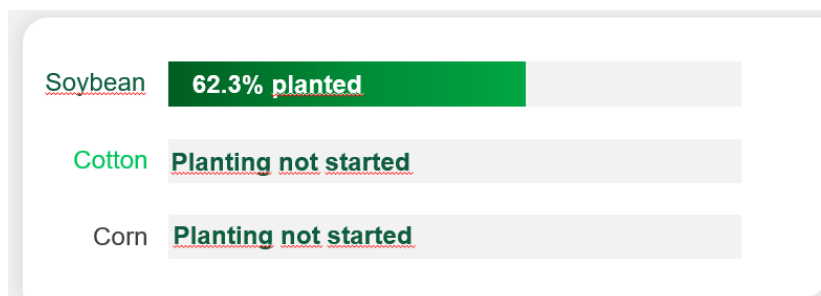 Soybean 62.3% planted
Cotton Planting not started
Corn Planting not started